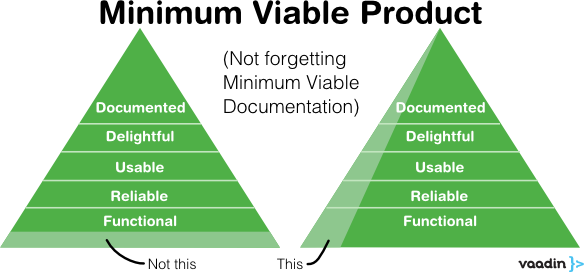 Minimum Viable Product
(Not forgetting
Minimum Viable
Documentation)
Documented
Delightful
Usable
Reliable
Functional
Not this
Documented
Delightful
Usable
Reliable
Functional
This
vaadin }>